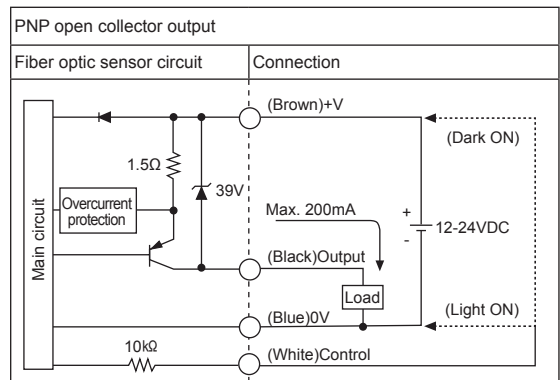 PNP open collector output
Fiber optic sensor circuit
Connection
(Brown)+V
(Dark ON)
1.5Ω
39V
Main circuit
Overcurrent
protection
Max. 200mA
+
12-24VDC
-
(Black)Output
Load
(Light ON)
(Blue)0V
10kΩ
(White)Control